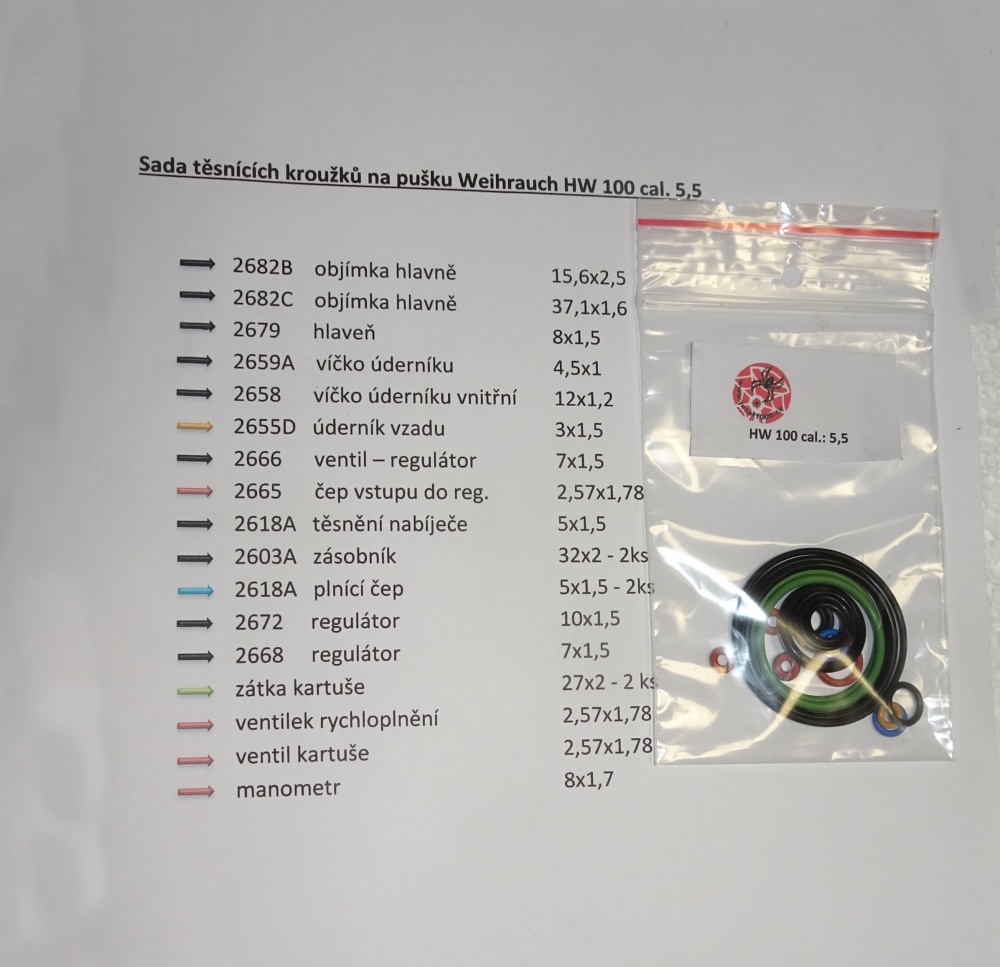 Sada těsnících kroužků na pušku Weihrauch HW 100 cal. 5,5
2682B objímka hlavně 15,6x2,5
2682C objímka hlavně 37,1x1,6
2679 hlaveň 8x1,5
2659A víčko úderníku 4,5x1
2658 víčko úderníku vnitřní 12x1,2
2655D úderník vzadu 3x1,5
2666 ventil – regulátor 7x1,5
2665 čep vstupu do reg. 2,57x1,78
2618A těsnění nabíječe 5x1,5
2603A zásobník 32x2 - 2ks
2618A plnící čep 5x1,5 - 2ks
2672 regulátor 10x1,5
2668 regulátor 7x1,5
zátka kartuše 27x2 - 2 ks
ventilek rychloplnění 2,57x1,78
ventil kartuše 2,57x1,78
manometr 8x1,7
HW 100 cal.: 5,5